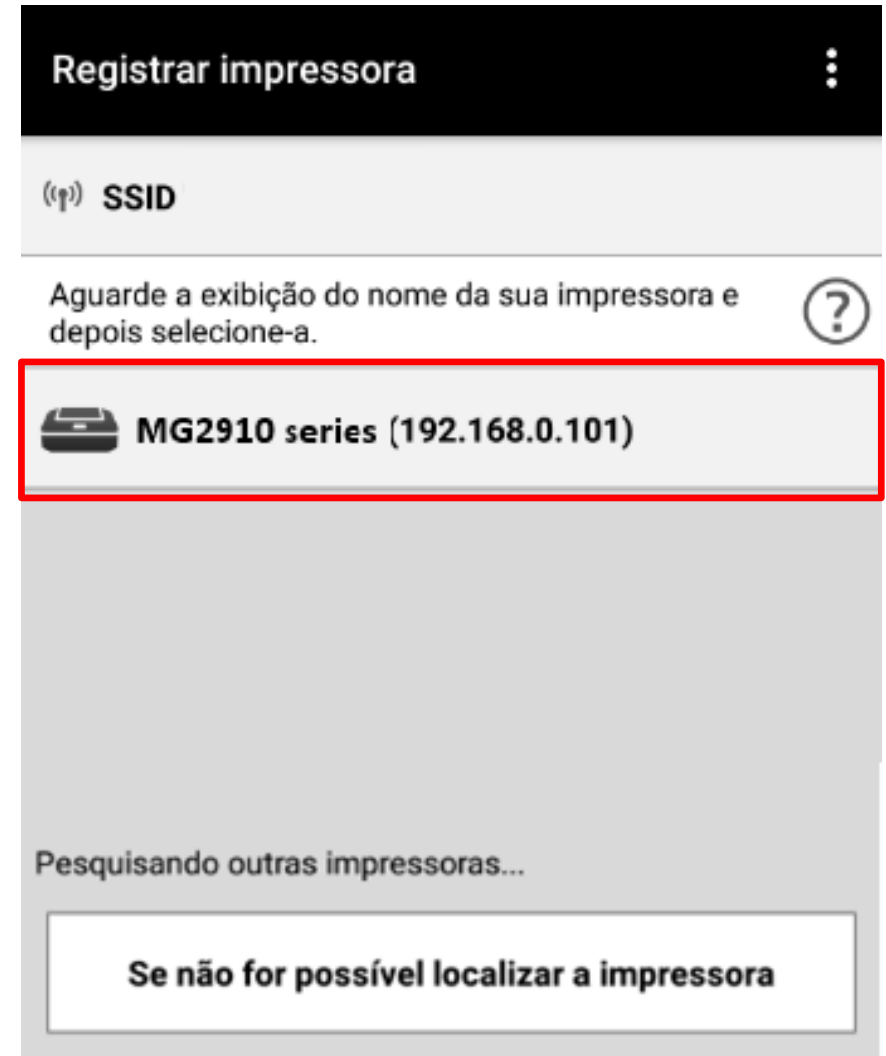 Registrar impressora
SSID
Aguarde a exibição do nome da sua impressora e
depois selecione-a.
MG2910 series (192.168.0.101)
Pesquisando outras impressoras...
Se não for possível localizar a impressora